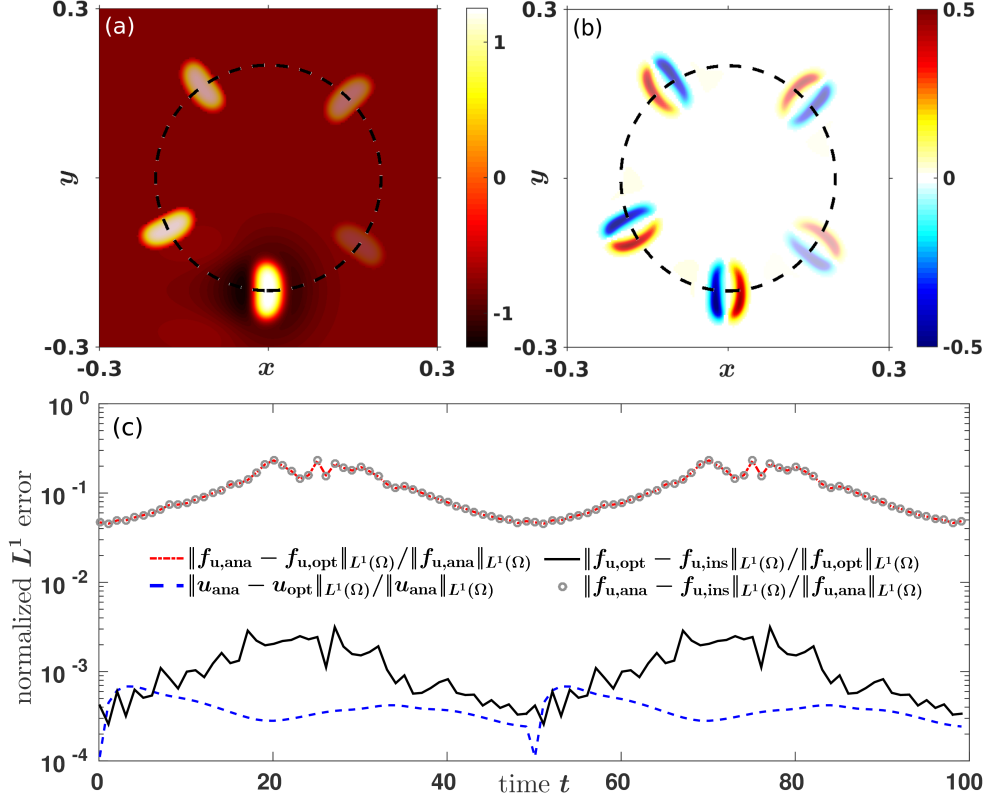 0.3 (a) 1 0.3 (b) 0.5
y 0 y 0
-1
-0.3 -0.3 -0.5
-0.3 x 0.3 -0.3 x 0.3
10^0 (c)
10^-1
‖f_u,ana − f_u,opt‖_L¹(Ω)/‖f_u,ana‖_L¹(Ω) ‖f_u,opt − f_u,ins‖_L¹(Ω)/‖f_u,opt‖_L¹(Ω)
10^-2
‖u_ana − u_opt‖_L¹(Ω)/‖u_ana‖_L¹(Ω) ‖f_u,ana − f_u,ins‖_L¹(Ω)/‖f_u,ana‖_L¹(Ω)
10^-3
10^-4
normalized L¹ error
0 20 40 60 80 100
time t